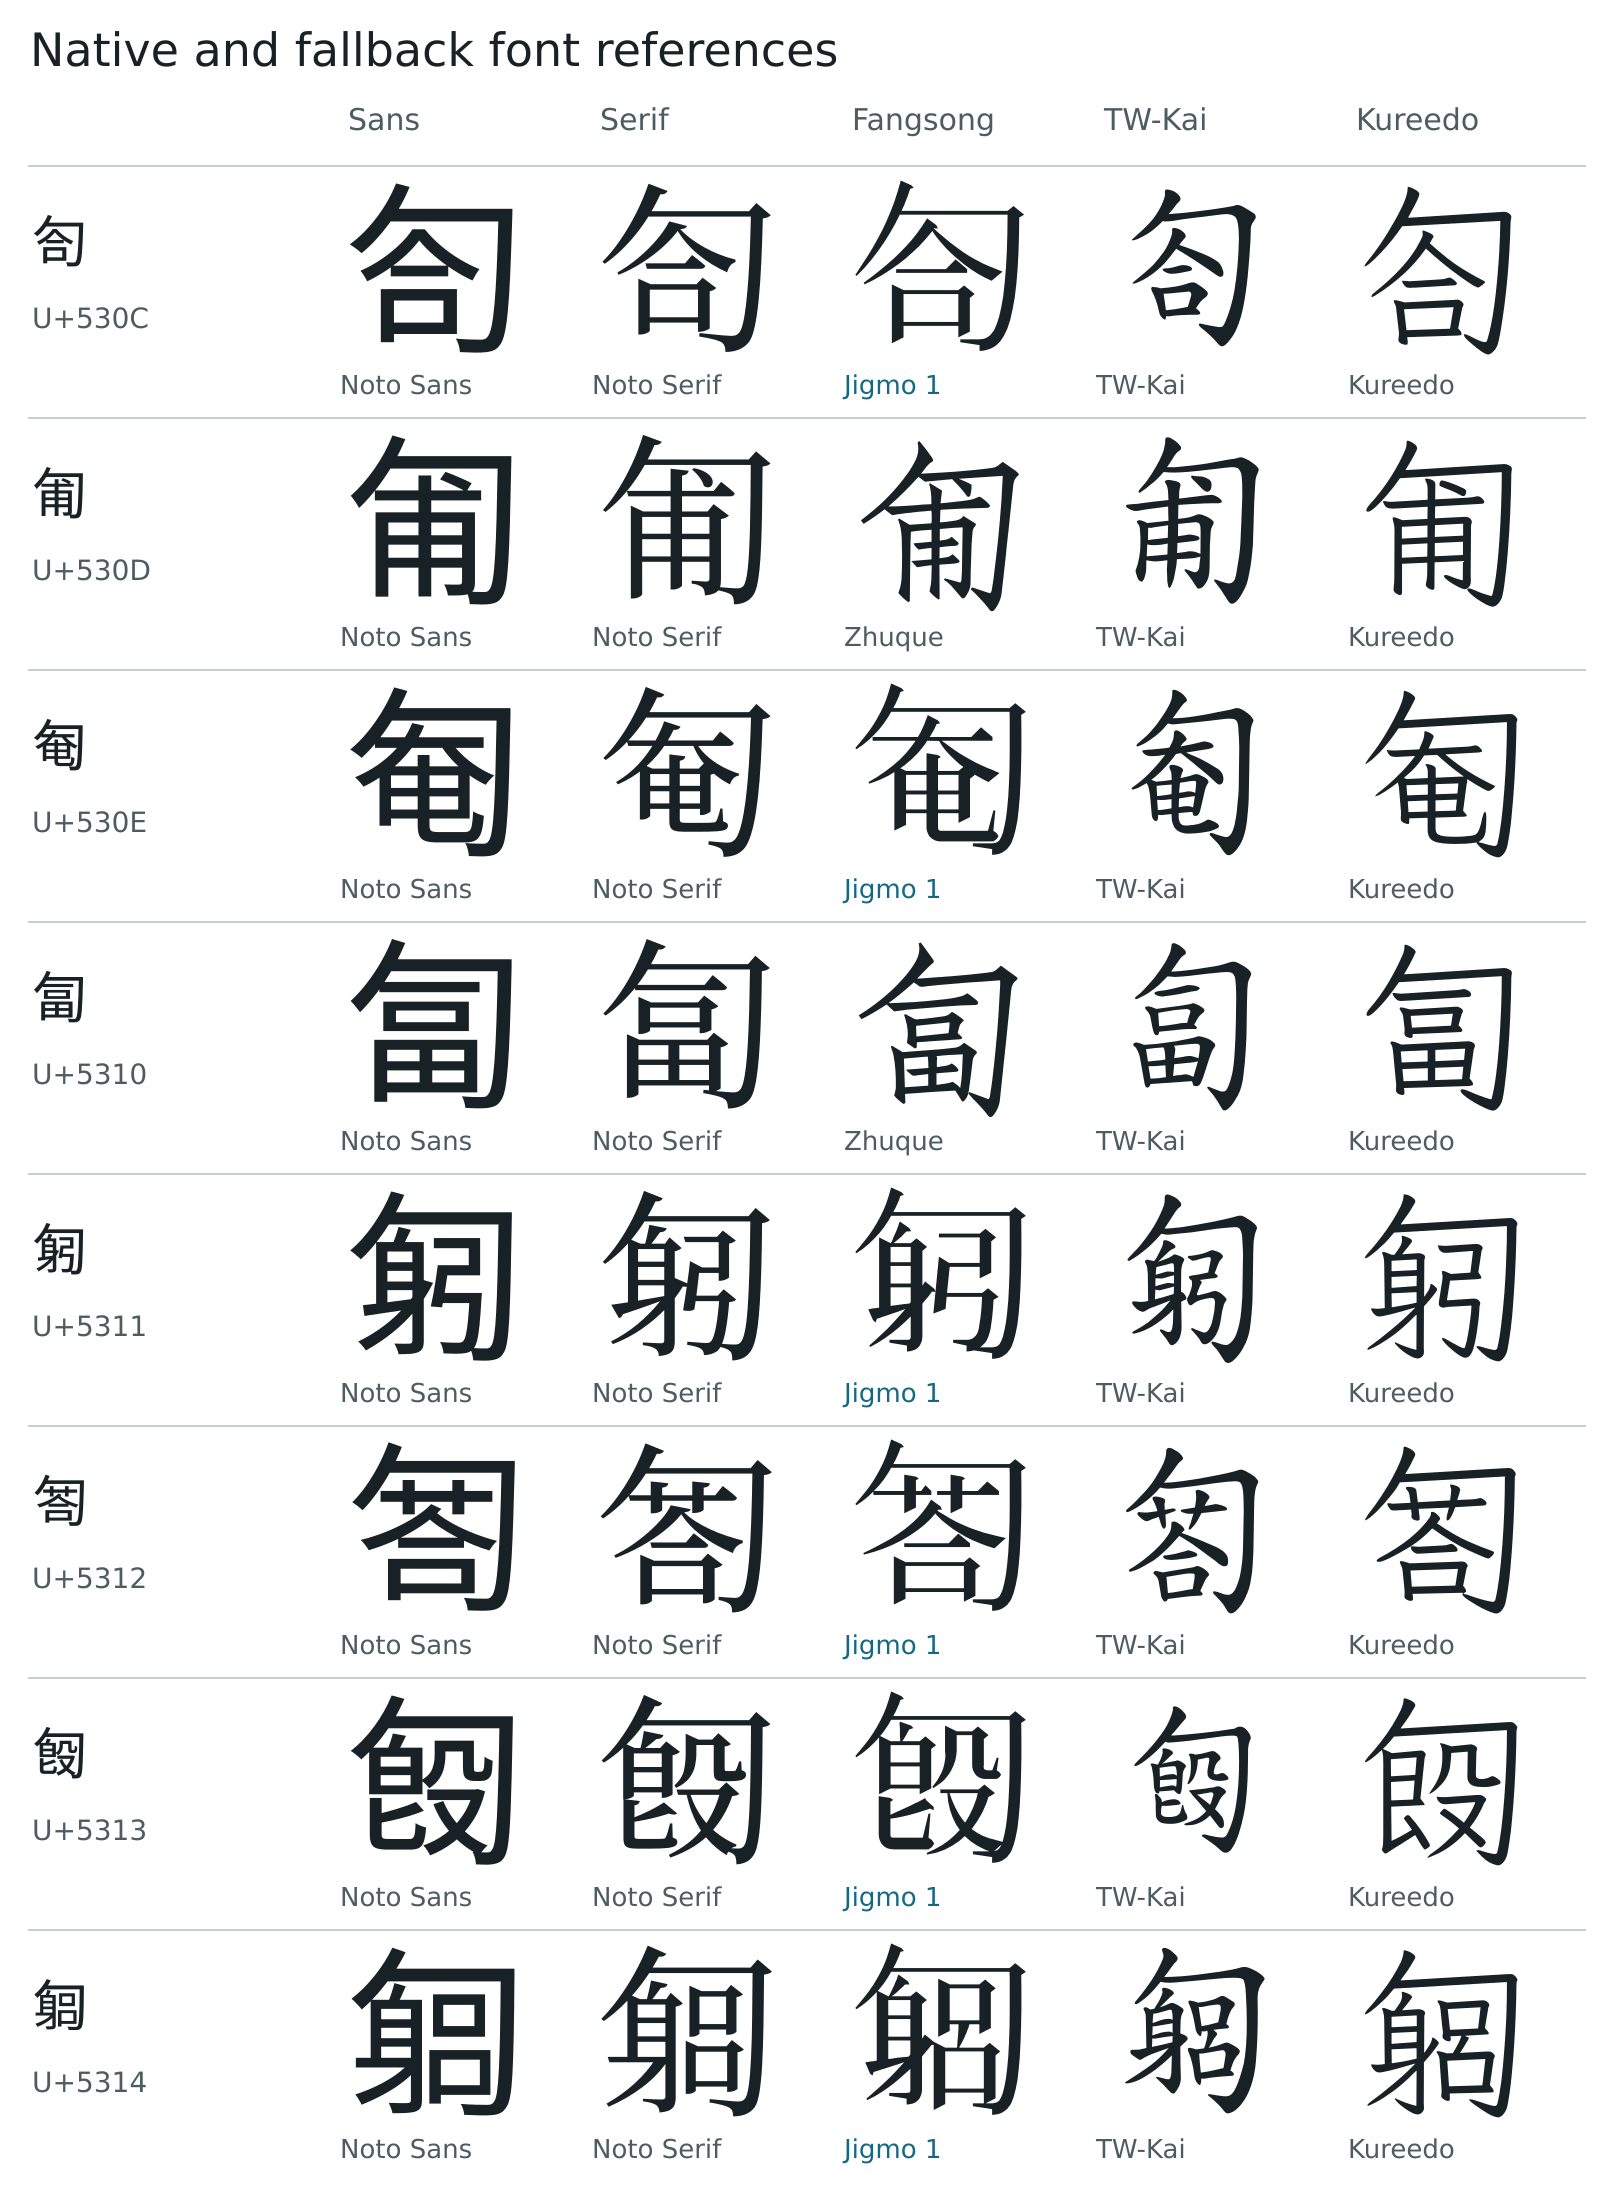 Native and fallback font references
Sans Serif Fangsong TW-Kai Kureedo
匌 匌 匌 匌 匌 匌
U+530C
Noto Sans Noto Serif Jigmo 1 TW-Kai Kureedo
匍 匍 匍 匍 匍 匍
U+530D
Noto Sans Noto Serif Zhuque TW-Kai Kureedo
匎 匎 匎 匎 匎 匎
U+530E
Noto Sans Noto Serif Jigmo 1 TW-Kai Kureedo
匐 匐 匐 匐 匐 匐
U+5310
Noto Sans Noto Serif Zhuque TW-Kai Kureedo
匑 匑 匑 匑 匑 匑
U+5311
Noto Sans Noto Serif Jigmo 1 TW-Kai Kureedo
匒 匒 匒 匒 匒 匒
U+5312
Noto Sans Noto Serif Jigmo 1 TW-Kai Kureedo
匓 匓 匓 匓 匓 匓
U+5313
Noto Sans Noto Serif Jigmo 1 TW-Kai Kureedo
匔 匔 匔 匔 匔 匔
U+5314
Noto Sans Noto Serif Jigmo 1 TW-Kai Kureedo